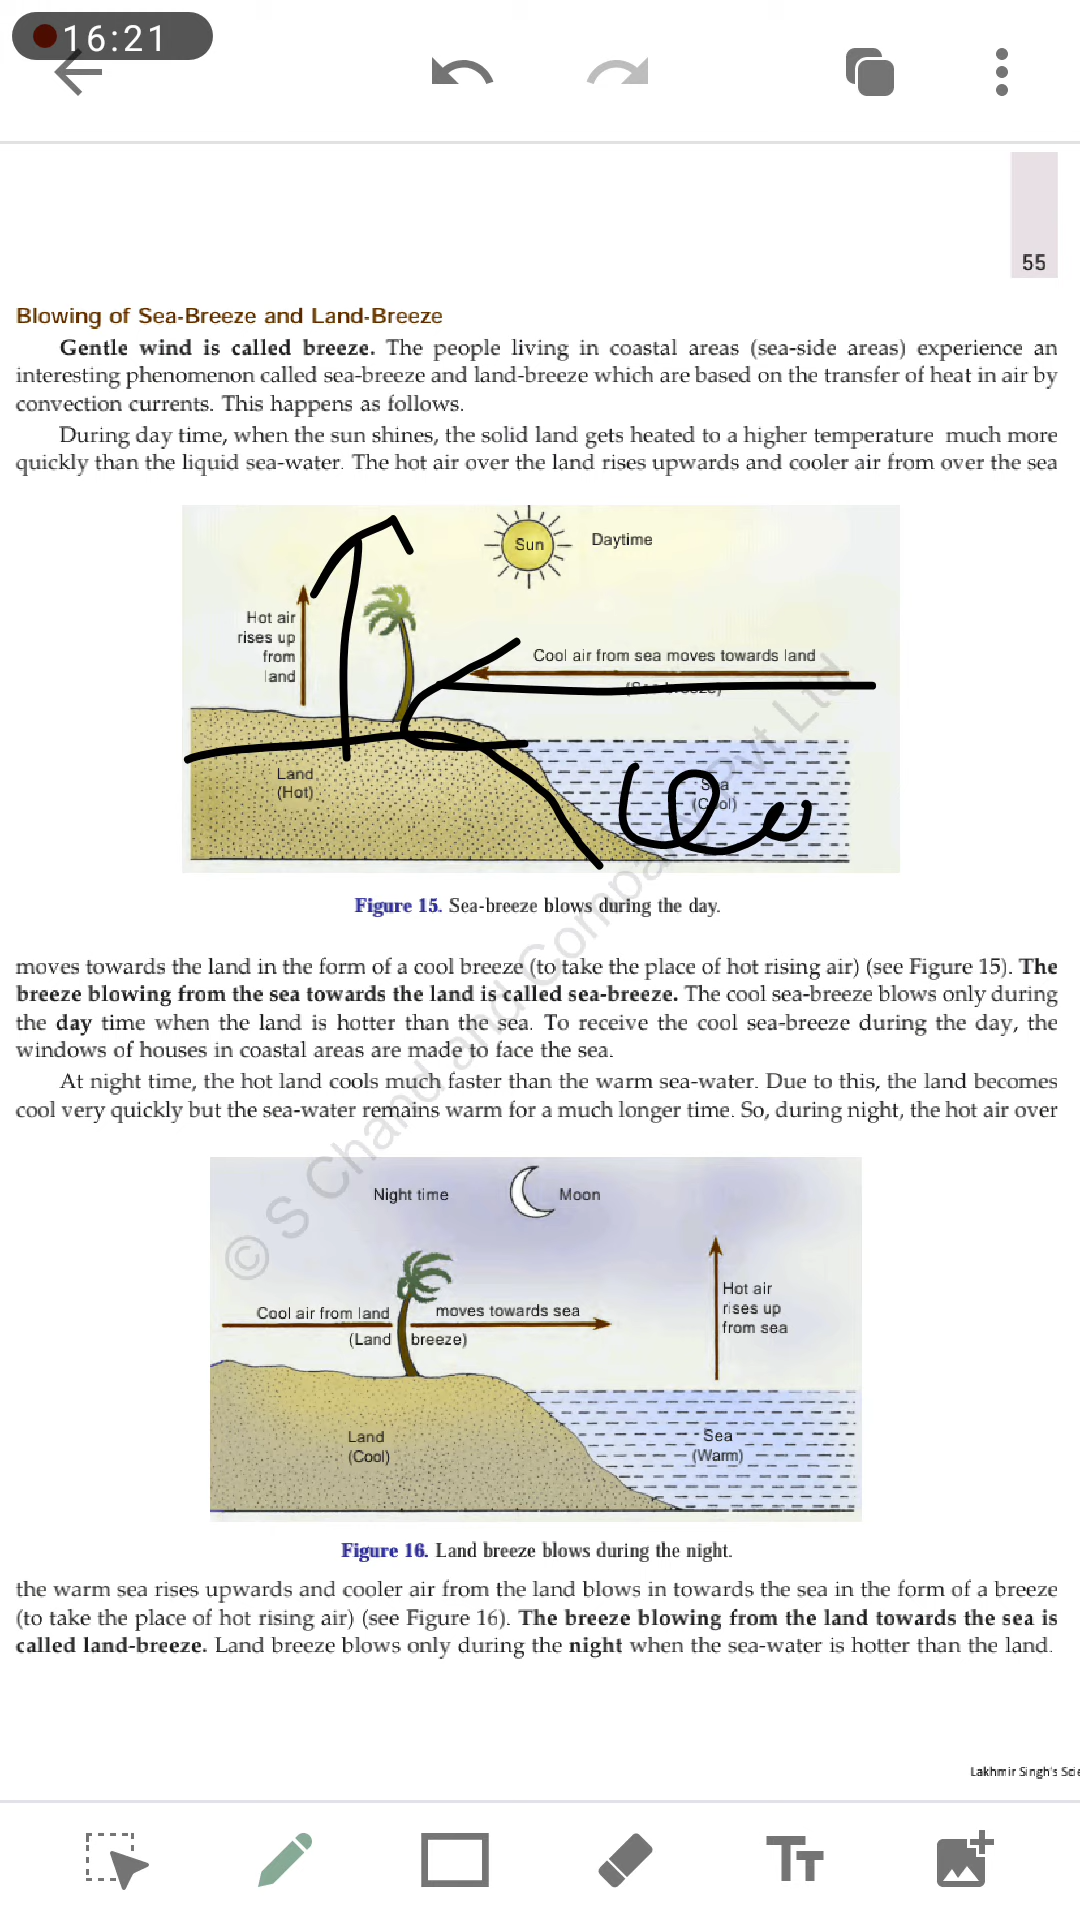 16:21
55
Blowing of Sea-Breeze and Land-Breeze
Gentle wind is called breeze. The people living in coastal areas (sea-side areas) experience an
interesting phenomenon called sea-breeze and land-breeze which are based on the transfer of heat in air by
convection currents. This happens as follows.
During day time, when the sun shines, the solid land gets heated to a higher temperature much more
quickly than the liquid sea-water. The hot air over the land rises upwards and cooler air from over the sea
Sun
Daytime
Hot air
rises up
from
land
Cool air from sea moves towards land
(Sea breeze)
Land
(Hot)
Sea
(Cool)
Figure 15. Sea-breeze blows during the day.
moves towards the land in the form of a cool breeze (to take the place of hot rising air) (see Figure 15). The
breeze blowing from the sea towards the land is called sea-breeze. The cool sea-breeze blows only during
the day time when the land is hotter than the sea. To receive the cool sea-breeze during the day, the
windows of houses in coastal areas are made to face the sea.
At night time, the hot land cools much faster than the warm sea-water. Due to this, the land becomes
cool very quickly but the sea-water remains warm for a much longer time. So, during night, the hot air over
© S Chand and Company Pvt Ltd
Night time
Moon
Cool air from land moves towards sea
(Land breeze)
Hot air
rises up
from sea
Land
(Cool)
Sea
(Warm)
Figure 16. Land breeze blows during the night.
the warm sea rises upwards and cooler air from the land blows in towards the sea in the form of a breeze
(to take the place of hot rising air) (see Figure 16). The breeze blowing from the land towards the sea is
called land-breeze. Land breeze blows only during the night when the sea-water is hotter than the land.
Lakhmir Singh's Scie
TT